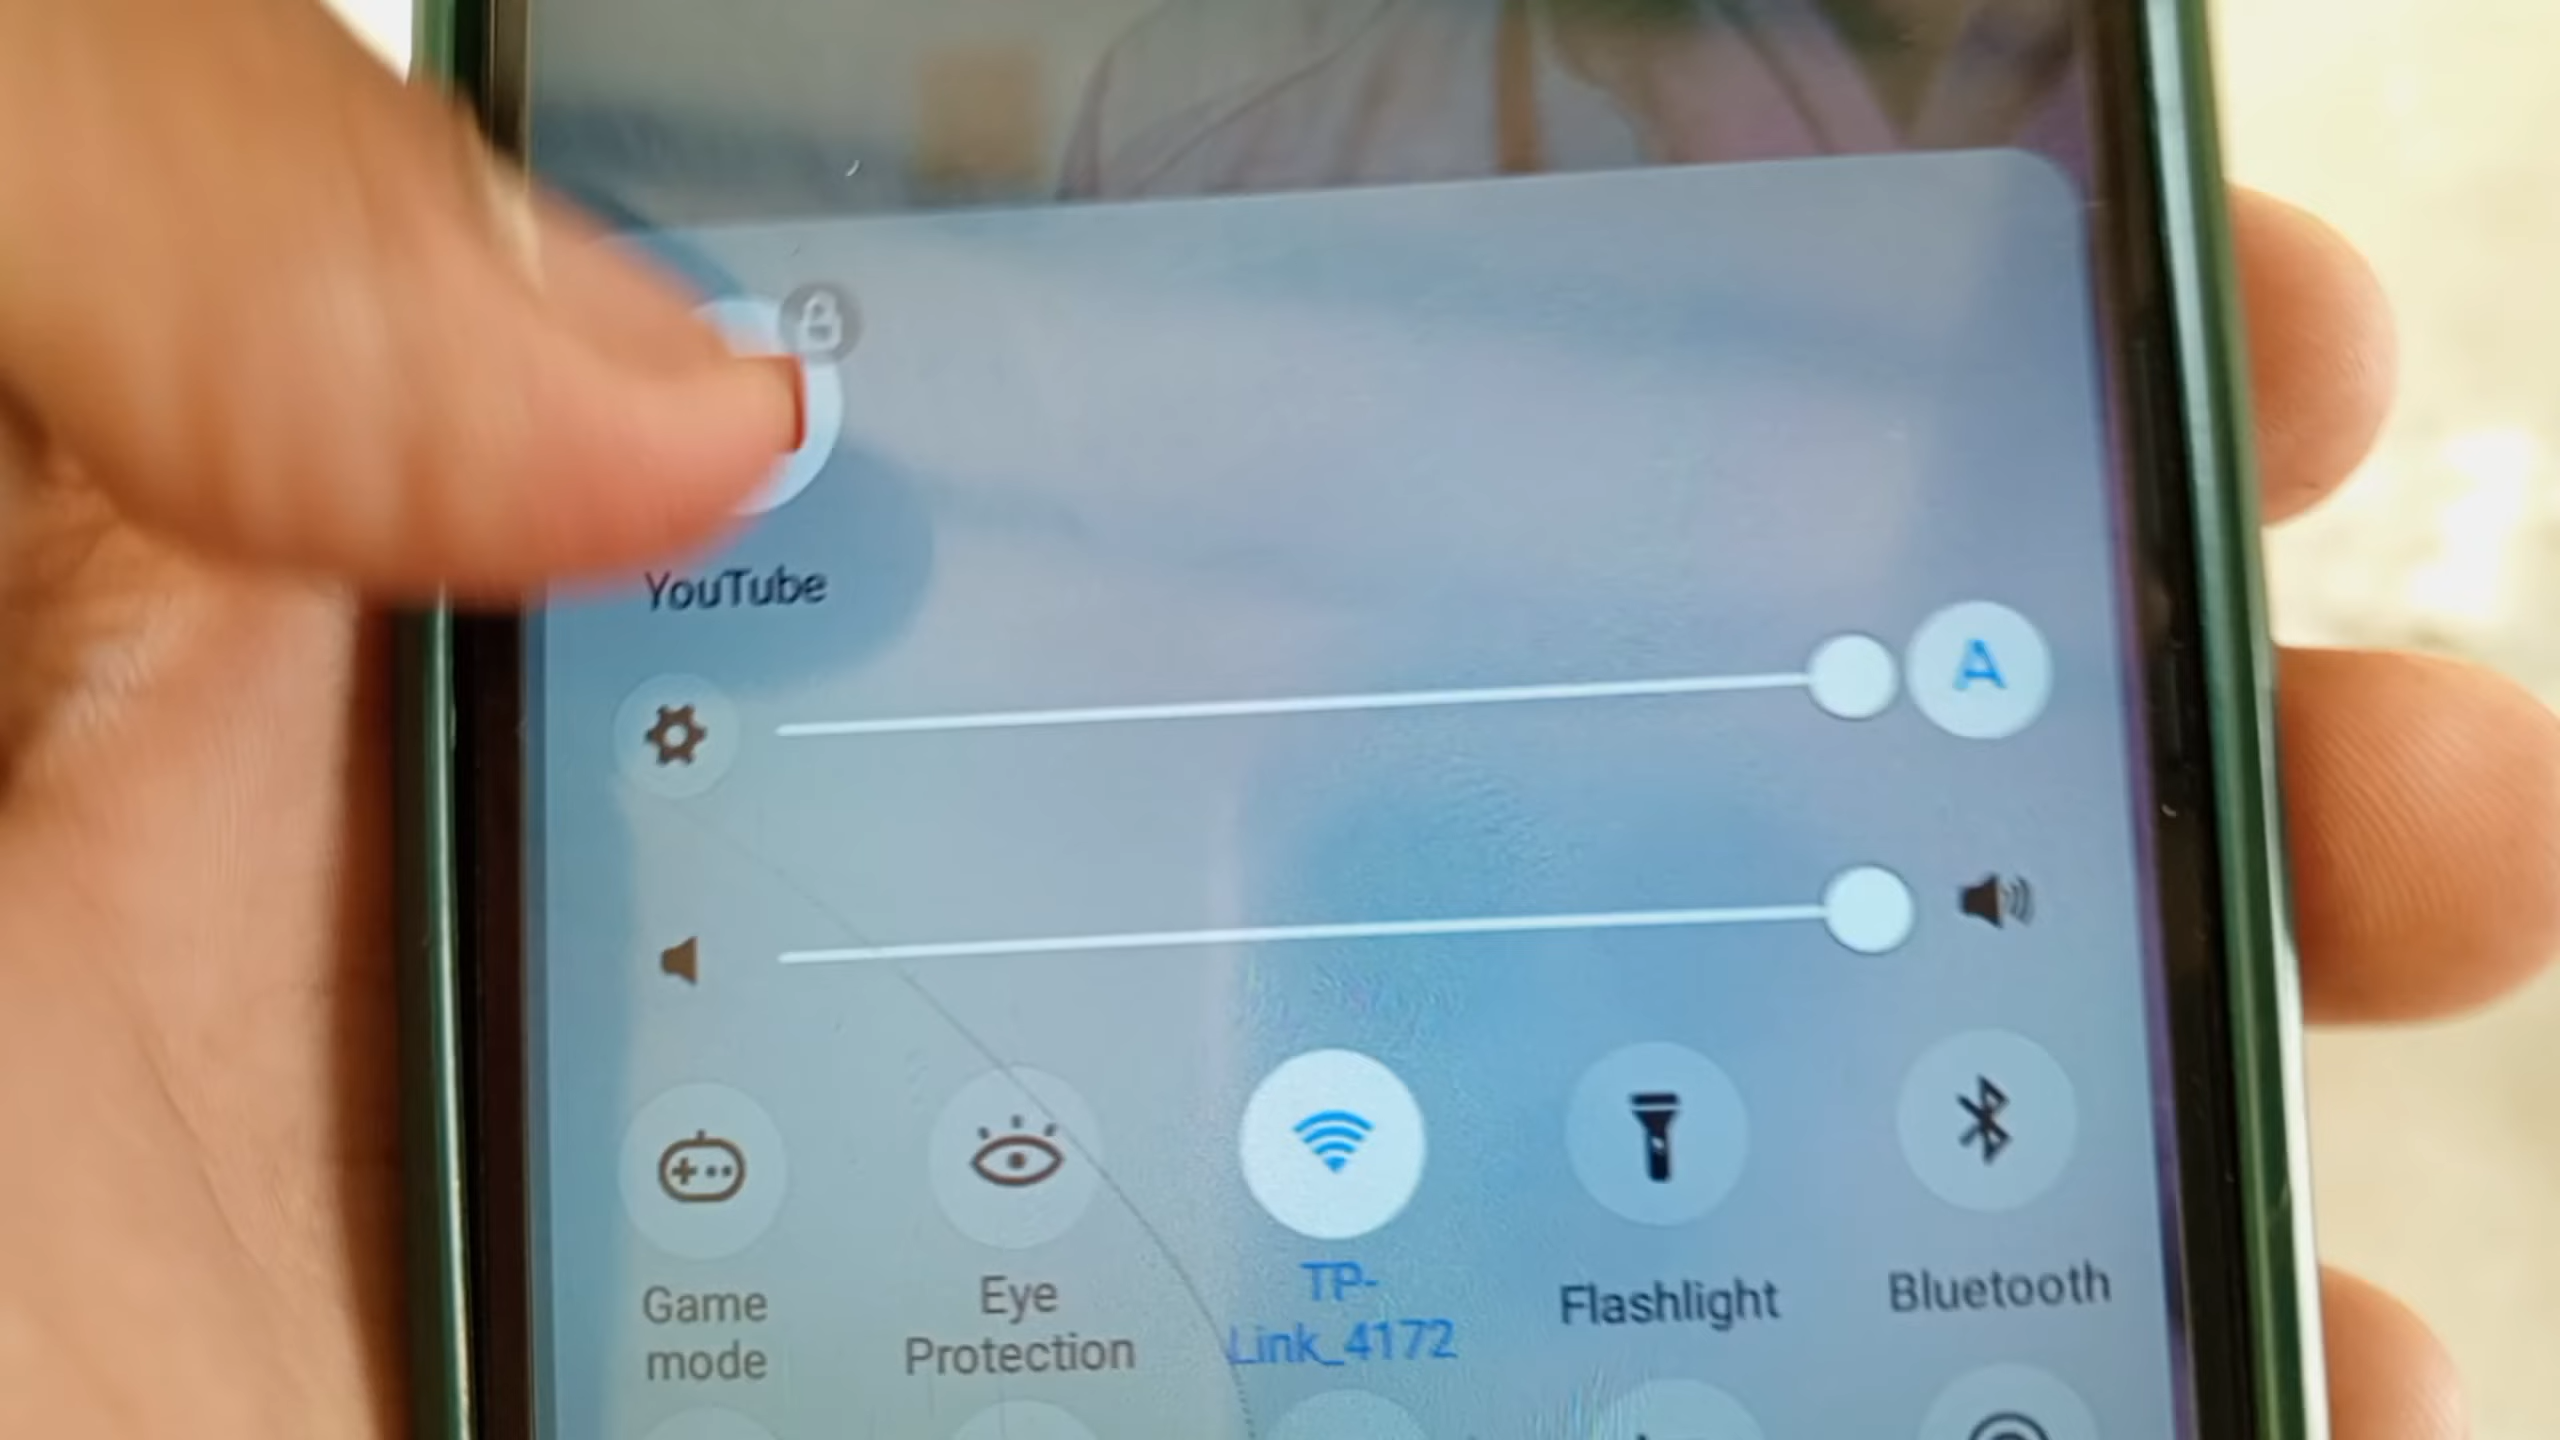 YouTube
A
Game mode
Eye Protection
TP-Link_4172
Flashlight
Bluetooth